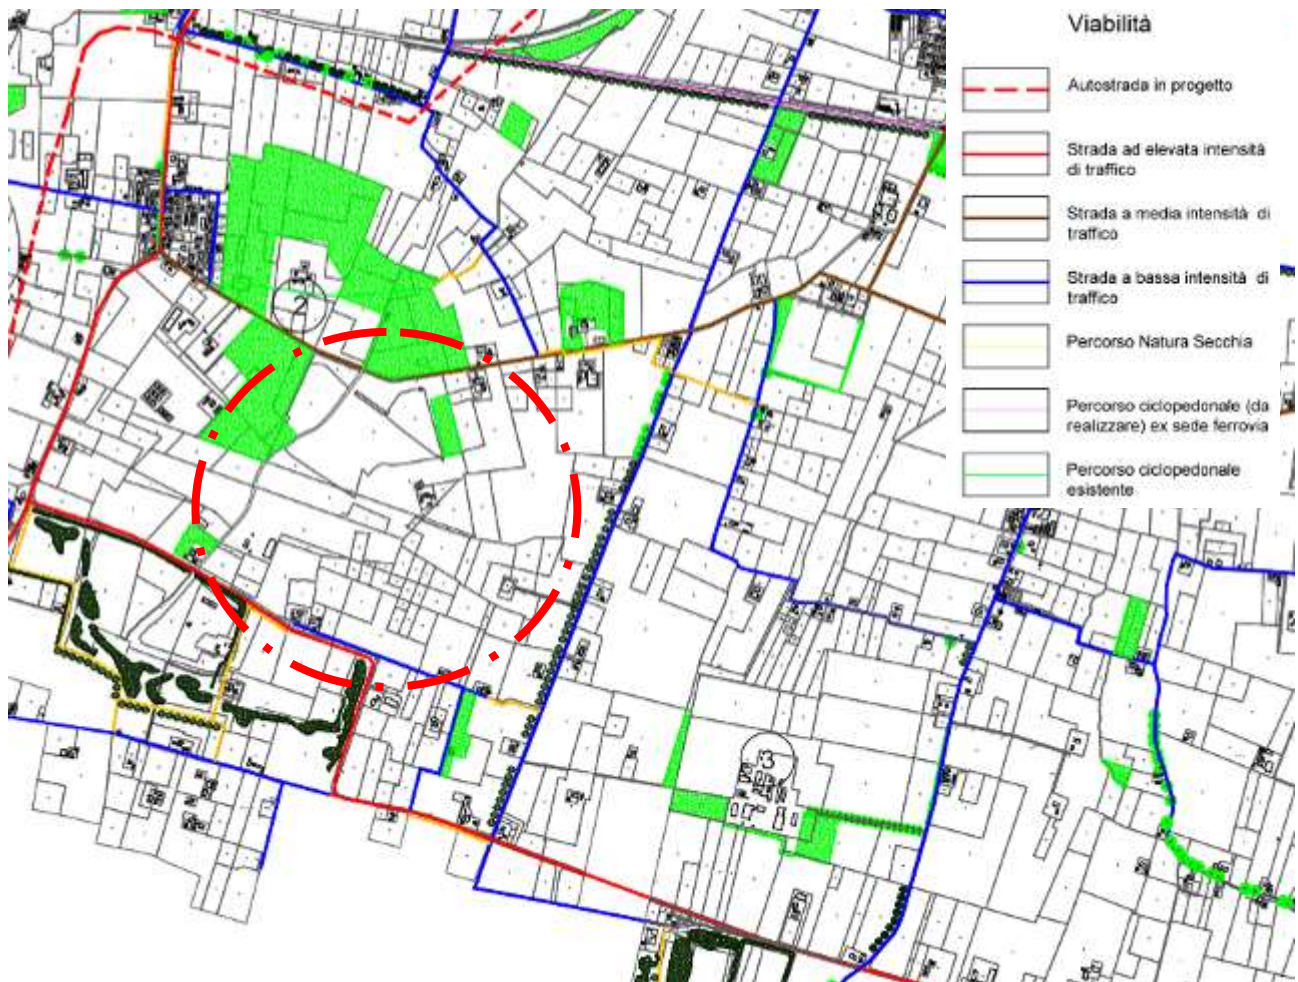 Viabilità
Autostrada in progetto
Strada ad elevata intensità
di traffico
Strada a media intensità di
traffico
Strada a bassa intensità di
traffico
Percorso Natura Secchia
Percorso ciclopedonale (da
realizzare) ex sede ferrovia
Percorso ciclopedonale
esistente
2
3